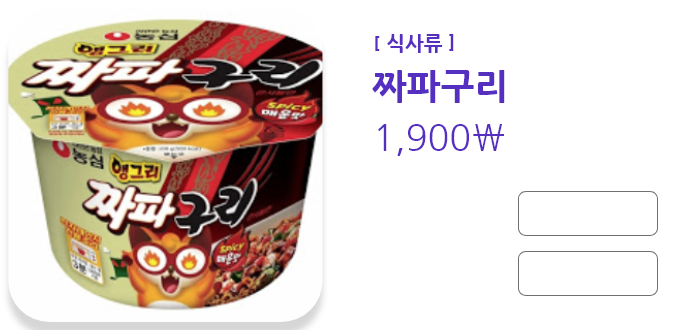 농심
앵그리
짜파구리
SPICY
매운맛
농심
앵그리
짜파구리
SPICY
매운맛
[ 식사류 ]
짜파구리
1,900₩